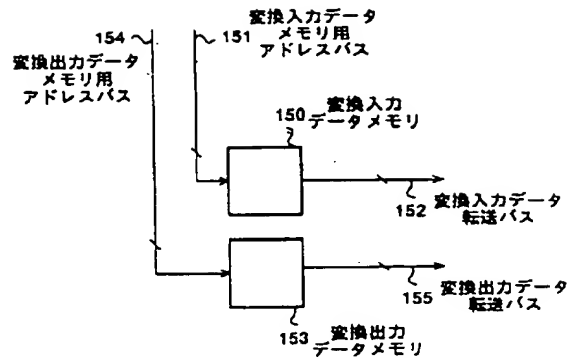 154
変換出力データ
メモリ用
アドレスバス
151
変換入力データ
メモリ用
アドレスバス
150
変換入力
データメモリ
152
変換入力データ
転送バス
155
変換出力データ
転送バス
153
変換出力
データメモリ